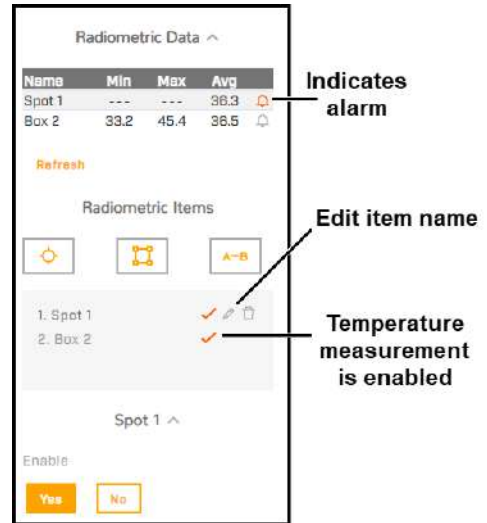 Radiometric Data
Name Min Max Avg
Spot 1 --- --- 36.3
Box 2 33.2 45.4 36.5
Refresh
Radiometric Items
A-B
1. Spot 1
2. Box 2
Spot 1
Enable
Yes No
Indicates
alarm
Edit item name
Temperature
measurement
is enabled